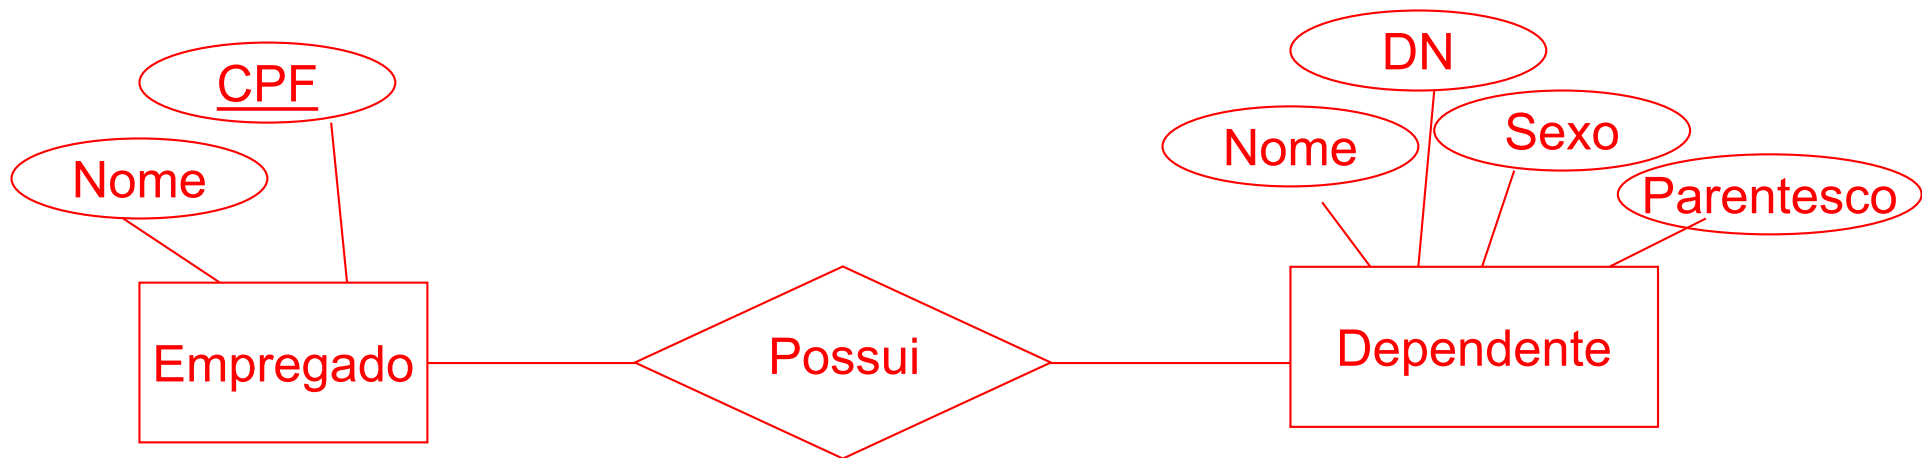 DN
CPF
Sexo
Nome
Nome
Parentesco
Empregado
Possui
Dependente